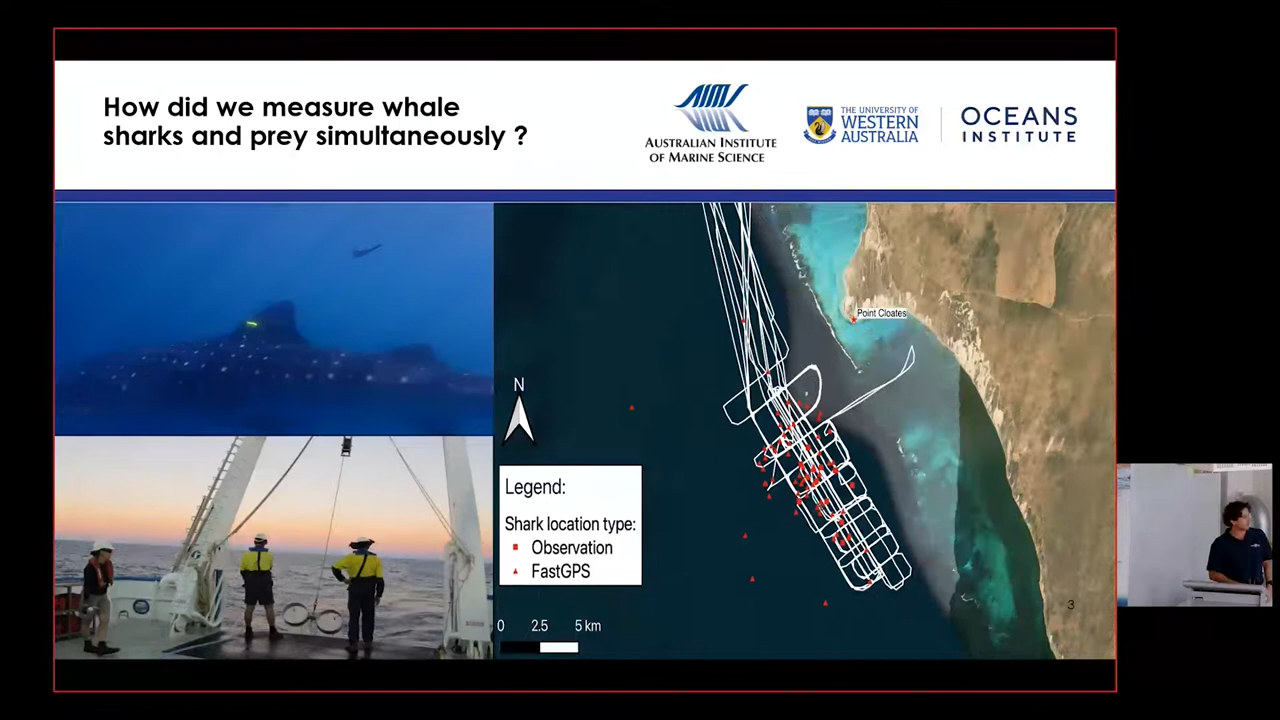 How did we measure whale
sharks and prey simultaneously ?
AIMS
AUSTRALIAN INSTITUTE
OF MARINE SCIENCE
THE UNIVERSITY OF
WESTERN
AUSTRALIA
OCEANS
INSTITUTE
Point Cloates
N
Legend:
Shark location type:
Observation
FastGPS
0 2.5 5 km
3